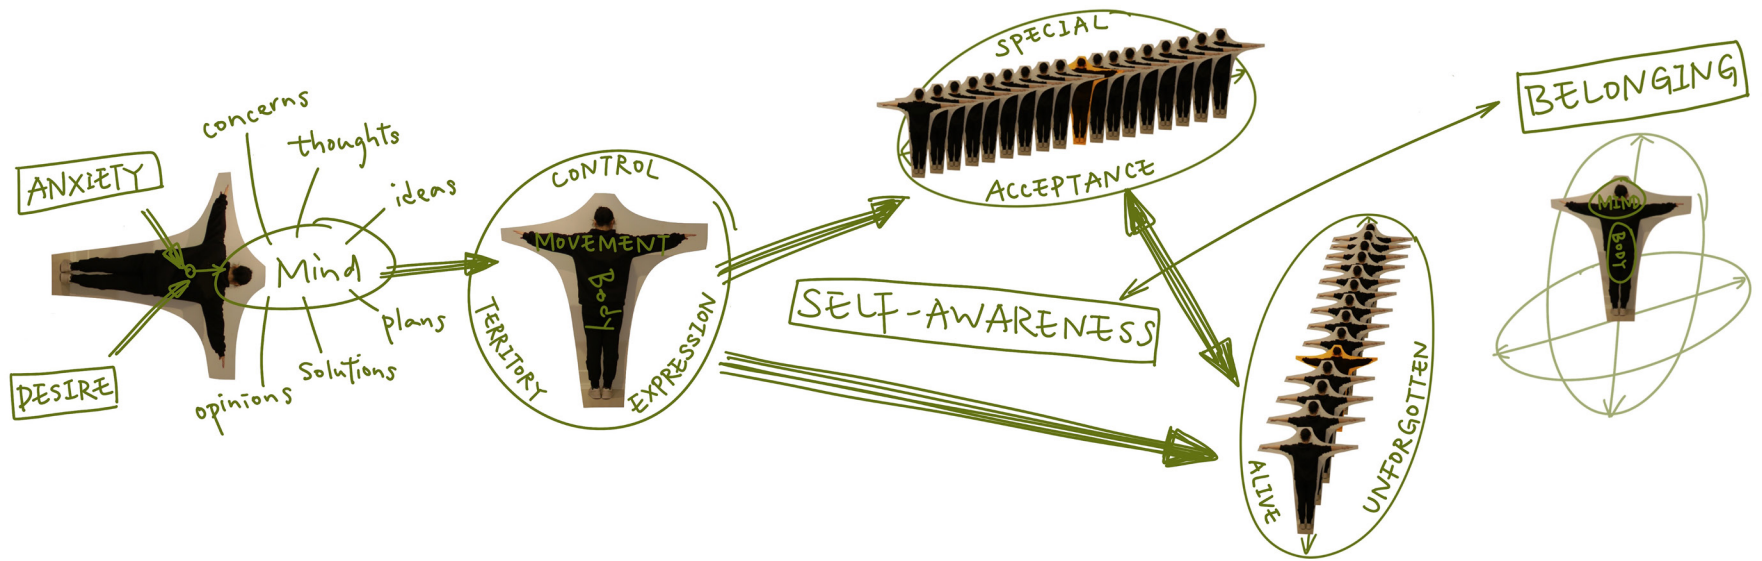 ANXIETY
DESIRE
concerns
thoughts
ideas
Mind
plans
solutions
opinions
CONTROL
MOVEMENT
Body
TERRITORY
EXPRESSION
SPECIAL
ACCEPTANCE
SELF-AWARENESS
ALIVE
UNFORGOTTEN
BELONGING
MIND
BODY